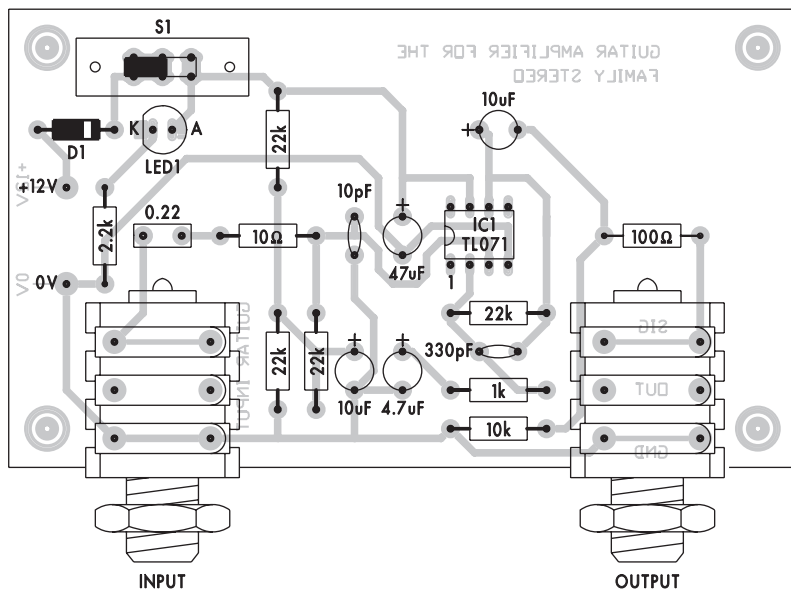 S1
GUITAR AMPLIFIER FOR THE
FAMILY STEREO
10uF
K
A
D1
LED1
22k
+12V
+12V
10pF
0.22
2.2k
10Ω
IC1
TL071
100Ω
47uF
1
0V
0V
22k
SIG
GUITAR INPUT
22k
22k
330pF
OUT
1k
10uF
4.7uF
10k
GND
INPUT
OUTPUT